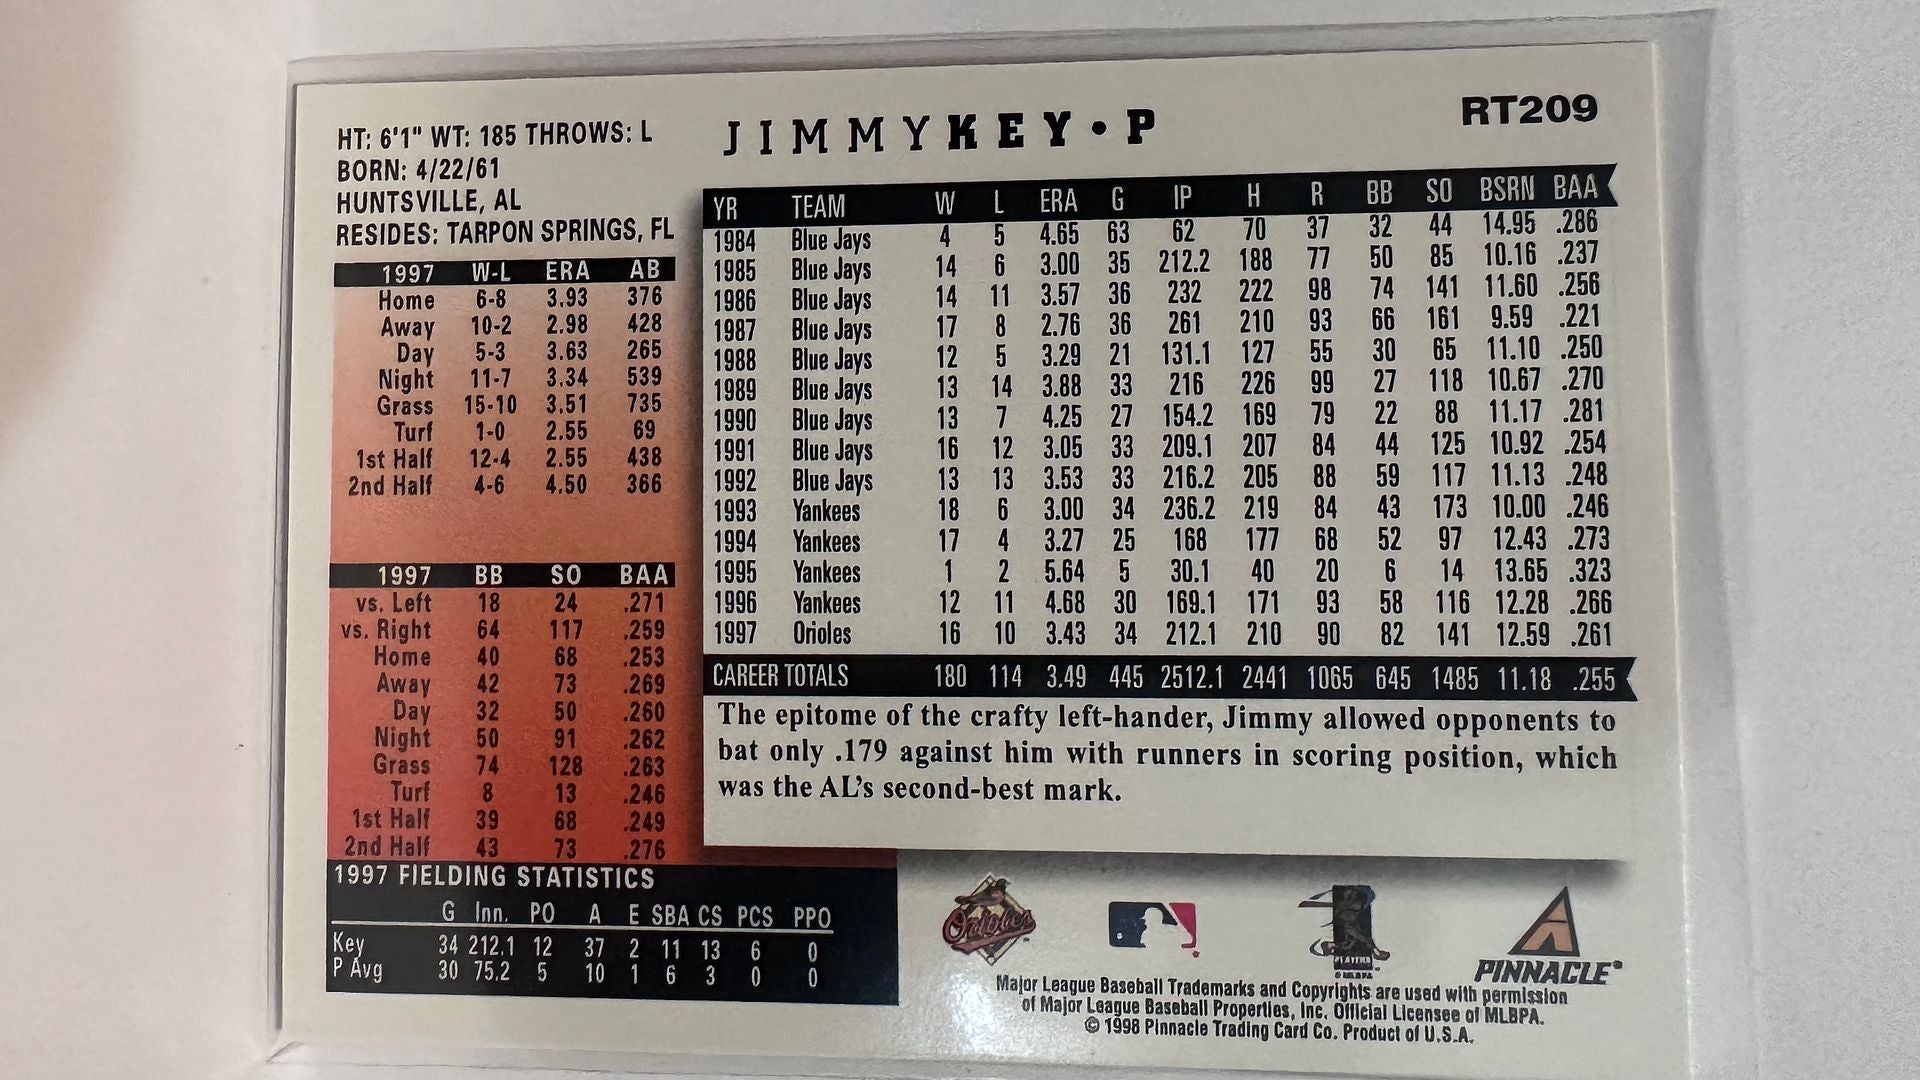 HT: 6'1" WT: 185 THROWS: L
BORN: 4/22/61
HUNTSVILLE, AL
RESIDES: TARPON SPRINGS, FL
1997 W-L ERA AB
Home 6-8 3.93 376
Away 10-2 2.98 428
Day 5-3 3.63 265
Night 11-7 3.34 539
Grass 15-10 3.51 735
Turf 1-0 2.55 69
1st Half 12-4 2.55 438
2nd Half 4-6 4.50 366
1997 BB SO BAA
vs. Left 18 24 .271
vs. Right 64 117 .259
Home 40 68 .253
Away 42 73 .269
Day 32 50 .260
Night 50 91 .262
Grass 74 128 .263
Turf 8 13 .246
1st Half 39 68 .249
2nd Half 43 73 .276
1997 FIELDING STATISTICS
G Inn. PO A E SBA CS PCS PPO
Key 34 212.1 12 37 2 11 13 6 0
P Avg 30 75.2 5 10 1 6 3 0 0
JIMMYKEY•P
RT209
YR TEAM W L ERA G IP H R BB SO BSRN BAA
1984 Blue Jays 4 5 4.65 63 62 70 37 32 44 14.95 .286
1985 Blue Jays 14 6 3.00 35 212.2 188 77 50 85 10.16 .237
1986 Blue Jays 14 11 3.57 36 232 222 98 74 141 11.60 .256
1987 Blue Jays 17 8 2.76 36 261 210 93 66 161 9.59 .221
1988 Blue Jays 12 5 3.29 21 131.1 127 55 30 65 11.10 .250
1989 Blue Jays 13 14 3.88 33 216 226 99 27 118 10.67 .270
1990 Blue Jays 13 7 4.25 27 154.2 169 79 22 88 11.17 .281
1991 Blue Jays 16 12 3.05 33 209.1 207 84 44 125 10.92 .254
1992 Blue Jays 13 13 3.53 33 216.2 205 88 59 117 11.13 .248
1993 Yankees 18 6 3.00 34 236.2 219 84 43 173 10.00 .246
1994 Yankees 17 4 3.27 25 168 177 68 52 97 12.43 .273
1995 Yankees 1 2 5.64 5 30.1 40 20 6 14 13.65 .323
1996 Yankees 12 11 4.68 30 169.1 171 93 58 116 12.28 .266
1997 Orioles 16 10 3.43 34 212.1 210 90 82 141 12.59 .261
CAREER TOTALS 180 114 3.49 445 2512.1 2441 1065 645 1485 11.18 .255
The epitome of the crafty left-hander, Jimmy allowed opponents to
bat only .179 against him with runners in scoring position, which
was the AL's second-best mark.
Orioles
PLAYERS
PINNACLE®
Major League Baseball Trademarks and Copyrights are used with permission
of Major League Baseball Properties, Inc. Official Licensee of MLBPA.
© 1998 Pinnacle Trading Card Co. Product of U.S.A.